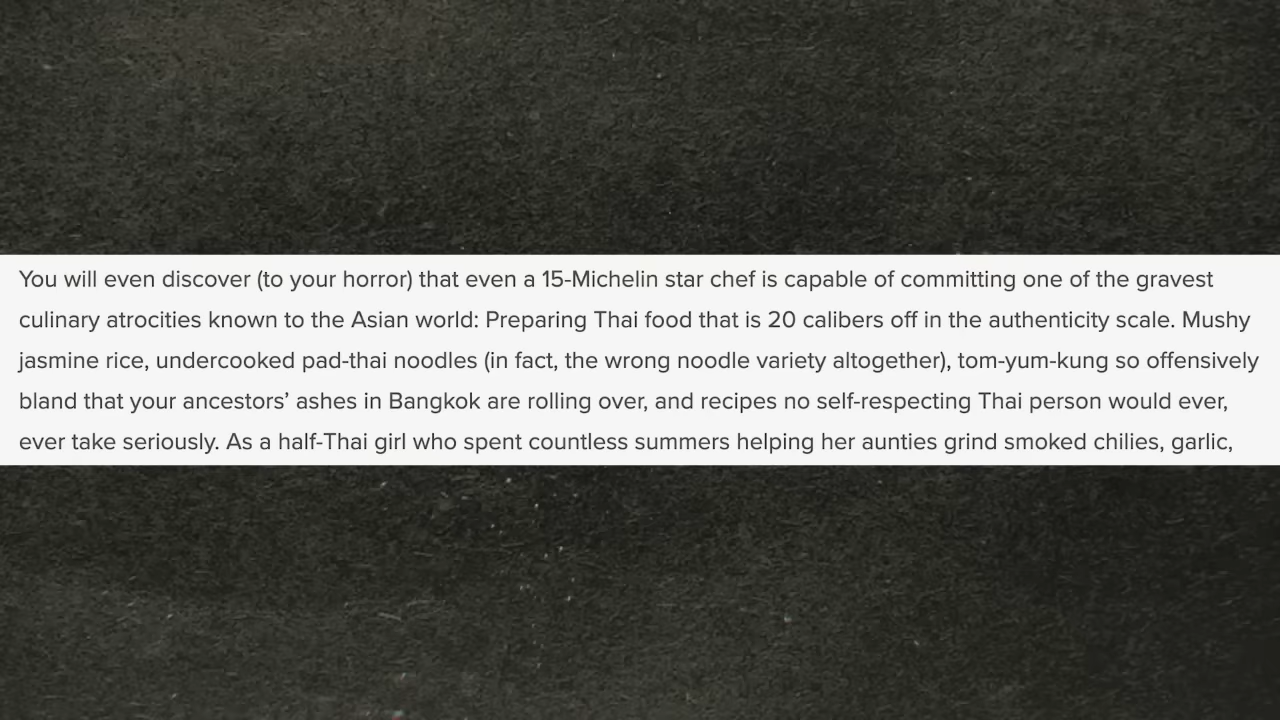 You will even discover (to your horror) that even a 15-Michelin star chef is capable of committing one of the gravest
culinary atrocities known to the Asian world: Preparing Thai food that is 20 calibers off in the authenticity scale. Mushy
jasmine rice, undercooked pad-thai noodles (in fact, the wrong noodle variety altogether), tom-yum-kung so offensively
bland that your ancestors’ ashes in Bangkok are rolling over, and recipes no self-respecting Thai person would ever,
ever take seriously. As a half-Thai girl who spent countless summers helping her aunties grind smoked chilies, garlic,